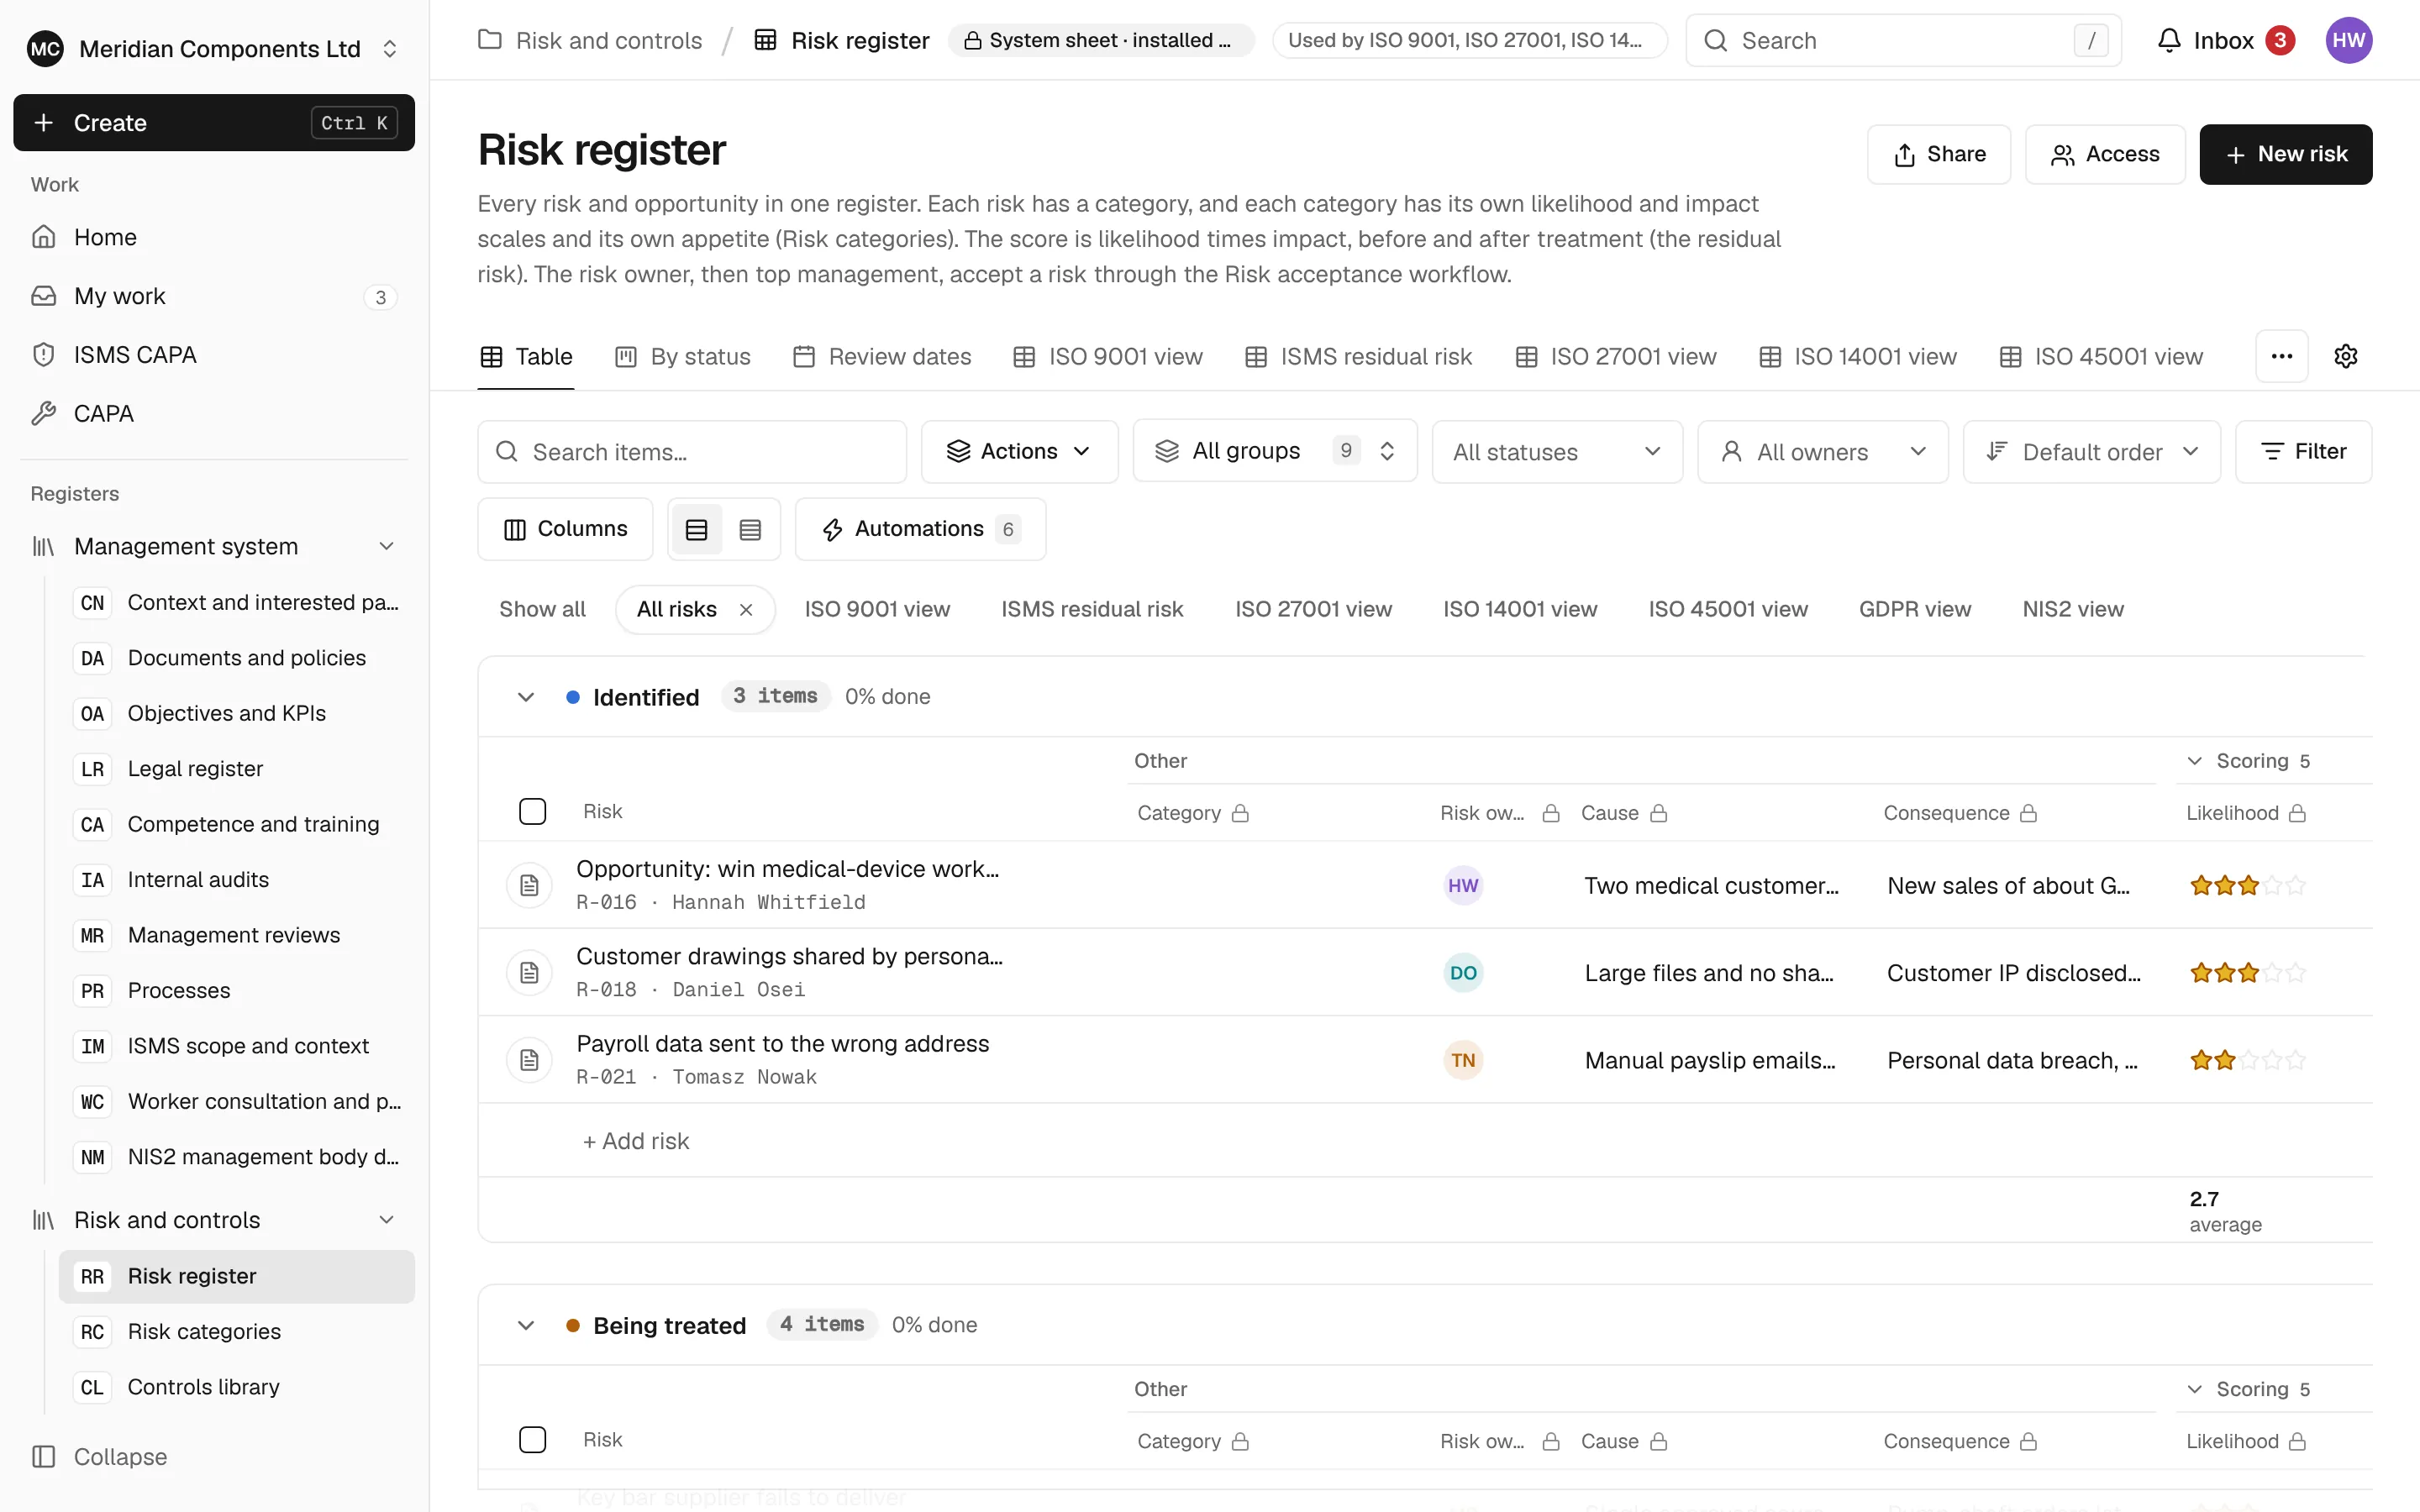 MC Meridian Components Ltd
Create Ctrl K
Work
Home
My work 3
ISMS CAPA
CAPA
Registers
Management system
CN Context and interested pa...
DA Documents and policies
OA Objectives and KPIs
LR Legal register
CA Competence and training
IA Internal audits
MR Management reviews
PR Processes
IM ISMS scope and context
WC Worker consultation and p...
NM NIS2 management body d...
Risk and controls
RR Risk register
RC Risk categories
CL Controls library
Collapse
Risk and controls / Risk register System sheet · installed ... Used by ISO 9001, ISO 27001, ISO 14... Search / Inbox 3 HW
Risk register
Share Access + New risk
Every risk and opportunity in one register. Each risk has a category, and each category has its own likelihood and impact
scales and its own appetite (Risk categories). The score is likelihood times impact, before and after treatment (the residual
risk). The risk owner, then top management, accept a risk through the Risk acceptance workflow.
Table By status Review dates ISO 9001 view ISMS residual risk ISO 27001 view ISO 14001 view ISO 45001 view
Search items... Actions All groups 9 All statuses All owners Default order Filter
Columns Automations 6
Show all All risks ISO 9001 view ISMS residual risk ISO 27001 view ISO 14001 view ISO 45001 view GDPR view NIS2 view
Identified 3 items 0% done
Other Scoring 5
Risk Category Risk ow... Cause Consequence Likelihood
Opportunity: win medical-device work... HW Two medical customer... New sales of about G...
R-016 · Hannah Whitfield
Customer drawings shared by persona... DO Large files and no sha... Customer IP disclosed...
R-018 · Daniel Osei
Payroll data sent to the wrong address TN Manual payslip emails... Personal data breach, ...
R-021 · Tomasz Nowak
+ Add risk
2.7
average
Being treated 4 items 0% done
Other Scoring 5
Risk Category Risk ow... Cause Consequence Likelihood
Key bar supplier fails to deliver